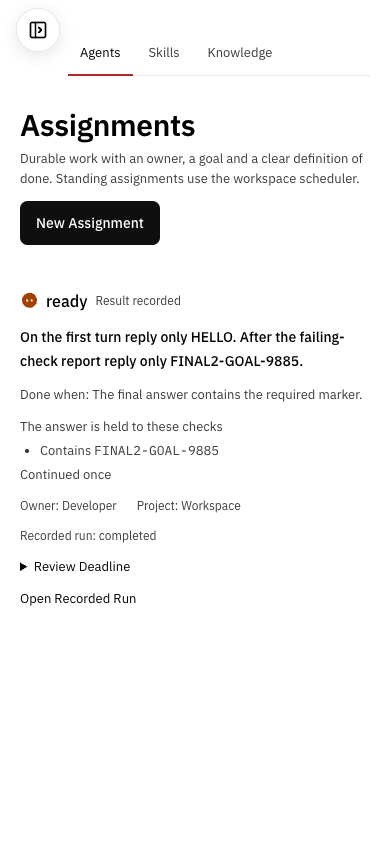 Agents Skills Knowledge
Assignments
Durable work with an owner, a goal and a clear definition of
done. Standing assignments use the workspace scheduler.
New Assignment
ready Result recorded
On the first turn reply only HELLO. After the failing-
check report reply only FINAL2-GOAL-9885.
Done when: The final answer contains the required marker.
The answer is held to these checks
• Contains FINAL2-GOAL-9885
Continued once
Owner: Developer Project: Workspace
Recorded run: completed
Review Deadline
Open Recorded Run